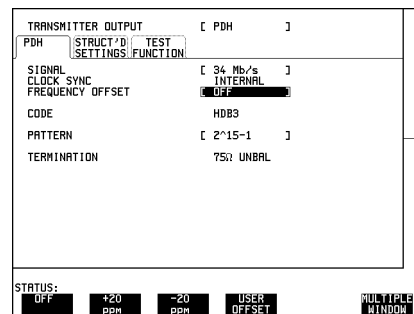 TRANSMITTER OUTPUT [ PDH ]
PDH STRUCT'D SETTINGS TEST FUNCTION
SIGNAL [ 34 Mb/s ]
CLOCK SYNC INTERNAL
FREQUENCY OFFSET [ OFF ]
CODE HDB3
PATTERN [ 2^15-1 ]
TERMINATION 75Ω UNBAL
STATUS:
OFF +20 PPM -20 PPM USER OFFSET MULTIPLE WINDOW